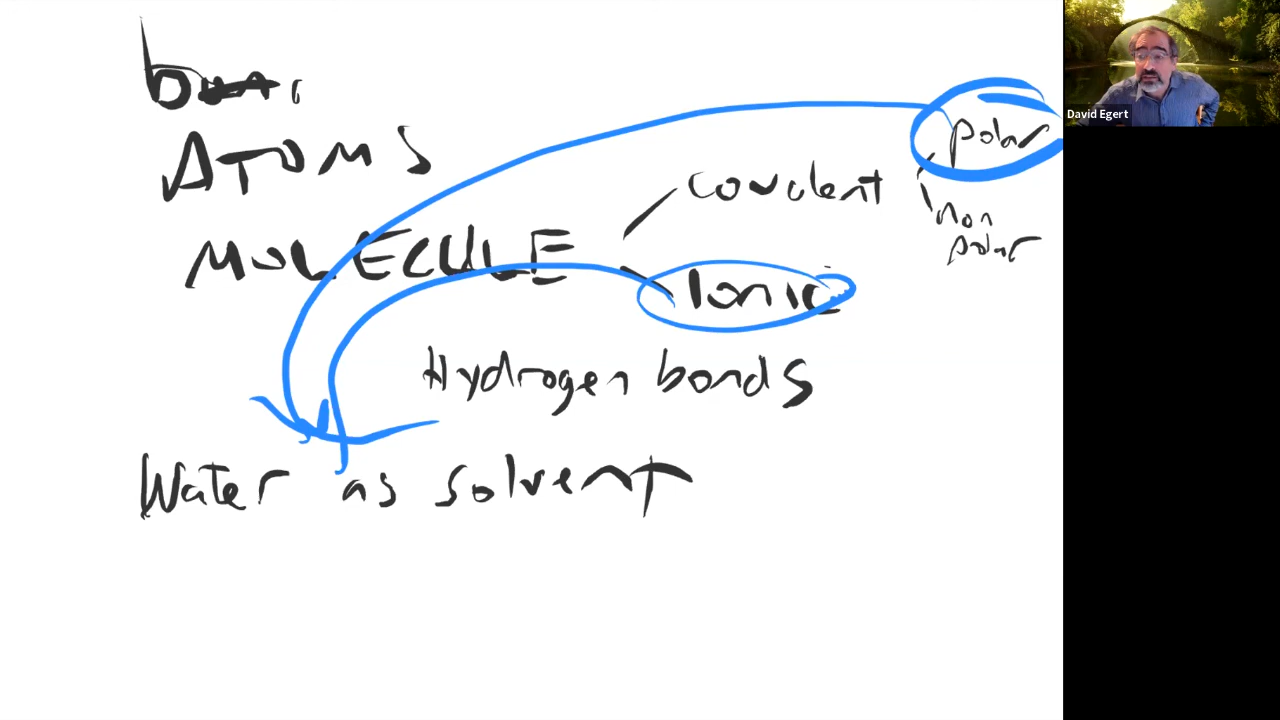 ATOMS
MOLECULE
covalent
polar
non
polar
Ionic
Hydrogen bonds
Water as solvent
David Egert